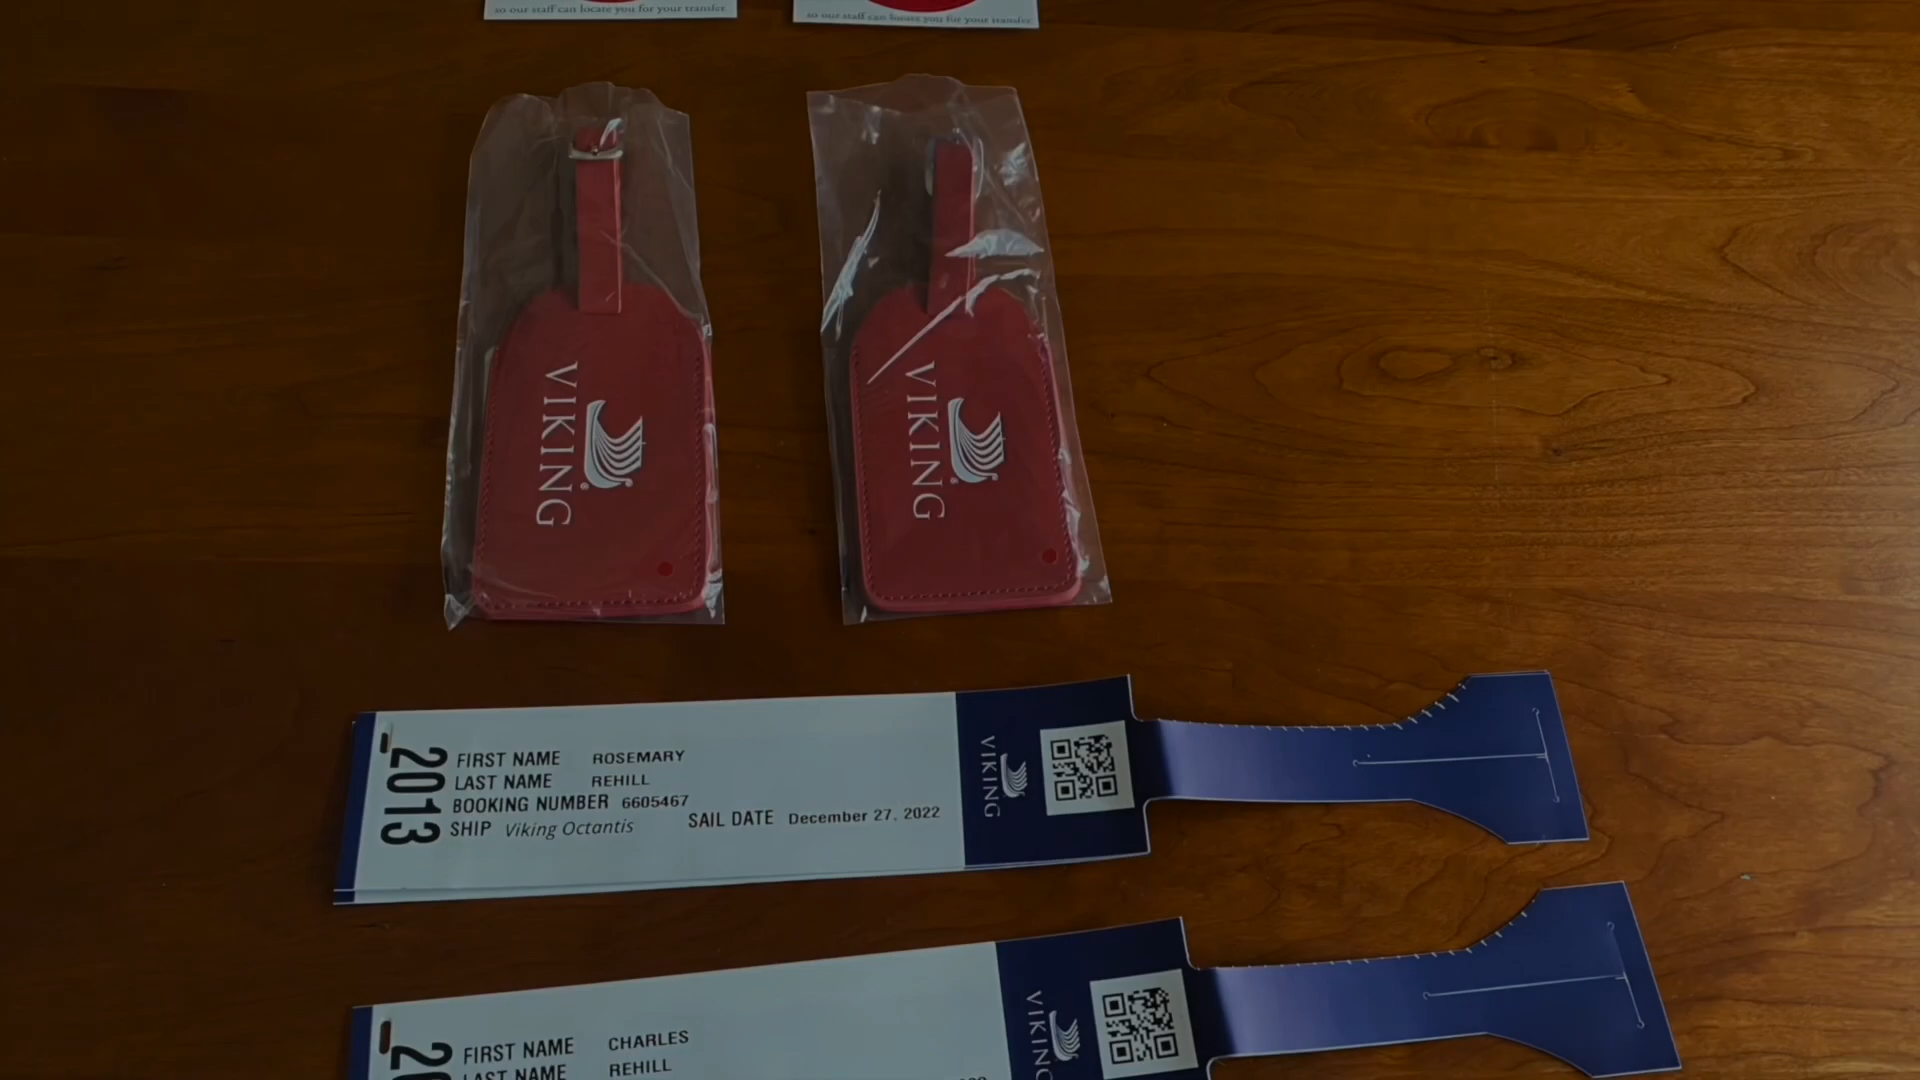 so our staff can locate you for your transfer
so our staff can locate you for your transfer
VIKING
VIKING
2013
FIRST NAME ROSEMARY
LAST NAME REHILL
BOOKING NUMBER 6605467
SHIP Viking Octantis SAIL DATE December 27, 2022
VIKING
FIRST NAME CHARLES
LAST NAME REHILL
VIKING